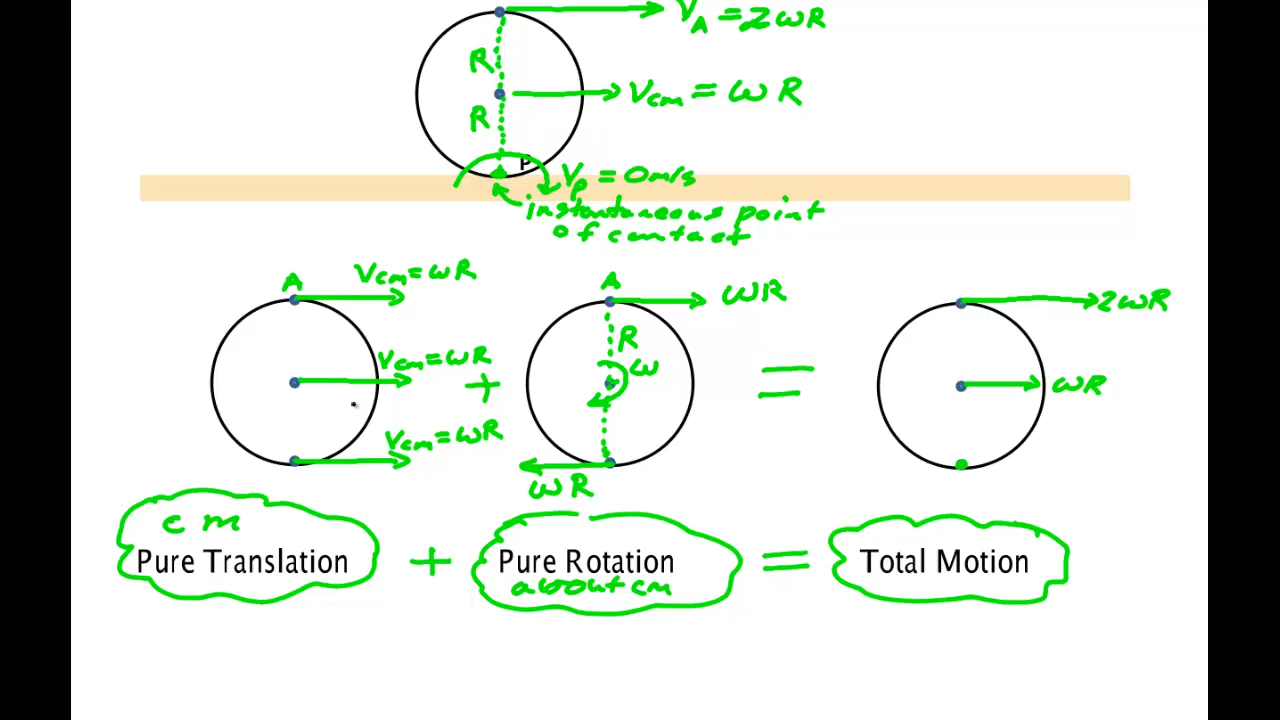 V_A = 2ωR
R
V_cm = ωR
R
P
V_p = 0 m/s
instantaneous point
of contact
A V_cm = ωR
A ωR
2ωR
R
V_cm = ωR
ω
+
=
ωR
V_cm = ωR
ωR
cm
Pure Translation + Pure Rotation = Total Motion
about cm